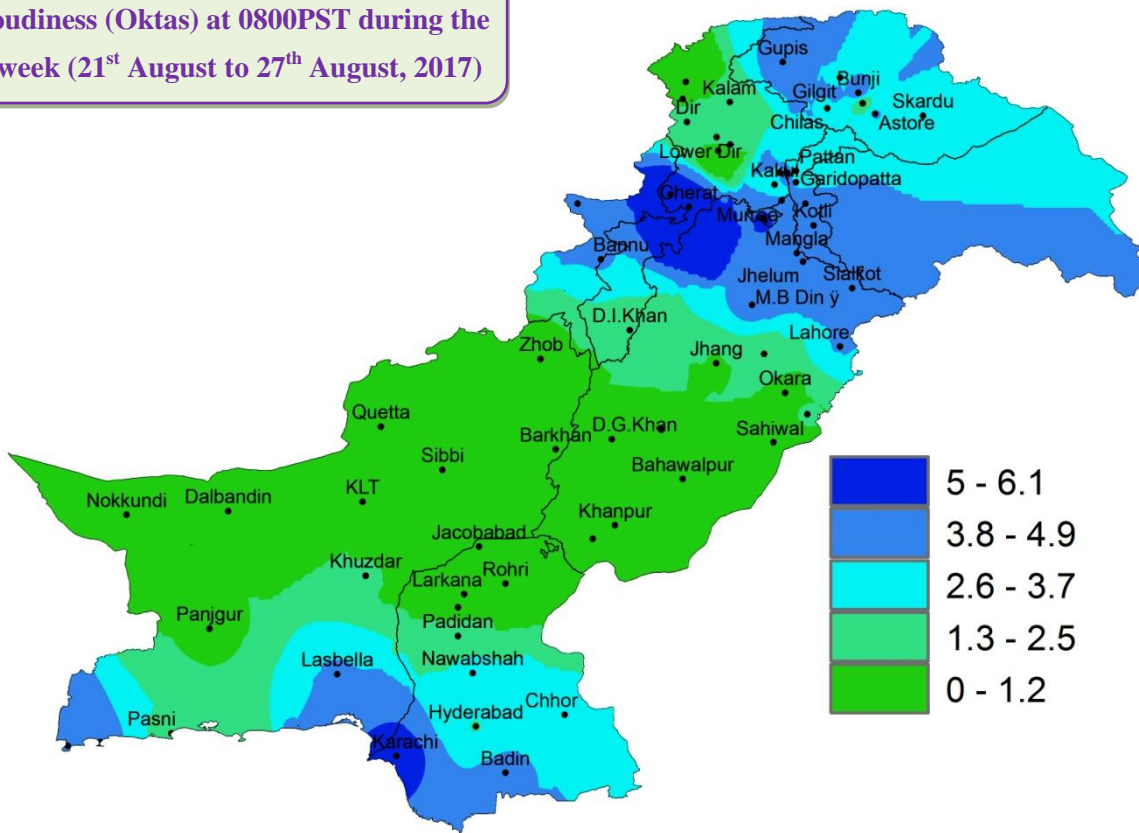 oudiness (Oktas) at 0800PST during the
week (21st August to 27th August, 2017)
Gupis
Bunji
Kalam
Gilgit
Skardu
Dir
Astore
Chilas
Lower Dir
Pattan
Kakul
Garidopatta
Cherat
Kotli
Murree
Mangla
Bannu
Jhelum
Sialkot
M.B Din ÿ
D.I.Khan
Lahore
Zhob
Jhang
Okara
Quetta
D.G.Khan
Barkhan
Sahiwal
Sibbi
Bahawalpur
KLT
Nokkundi
Dalbandin
Khanpur
Jacobabad
Khuzdar
Rohri
Larkana
Panjgur
Padidan
Lasbella
Nawabshah
Chhor
Pasni
Hyderabad
Karachi
Badin
5 - 6.1
3.8 - 4.9
2.6 - 3.7
1.3 - 2.5
0 - 1.2